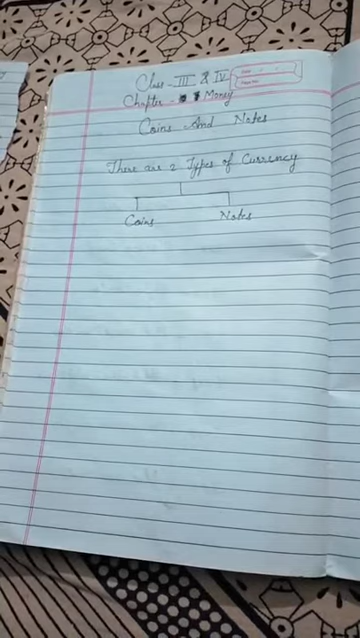 Class - III & IV
Chapter - Money
Coins And Notes
There are 2 Types of Currency
Coins Notes